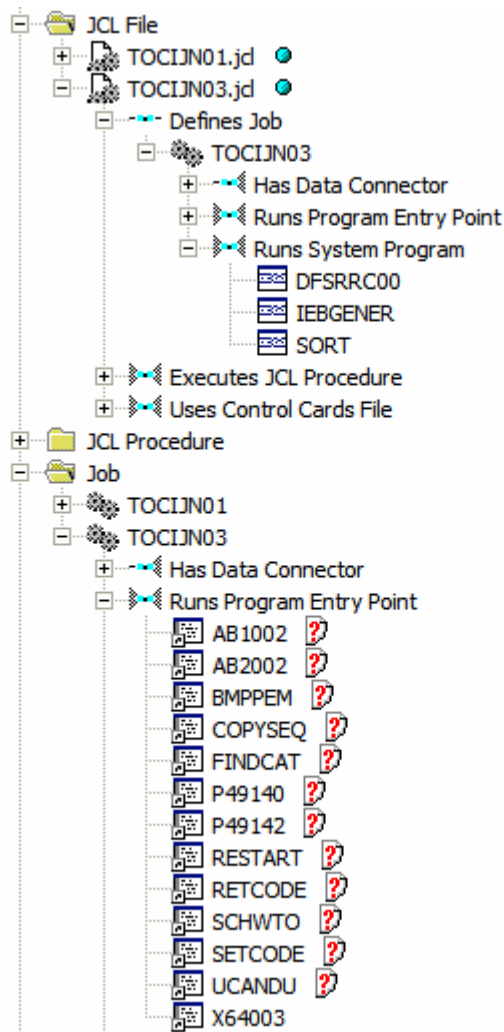 JCL File
TOCIJN01.jcl
TOCIJN03.jcl
Defines Job
TOCIJN03
Has Data Connector
Runs Program Entry Point
Runs System Program
DFSRRC00
IEBGENER
SORT
Executes JCL Procedure
Uses Control Cards File
JCL Procedure
Job
TOCIJN01
TOCIJN03
Has Data Connector
Runs Program Entry Point
AB1002
AB2002
BMPPEM
COPYSEQ
FINDCAT
P49140
P49142
RESTART
RETCODE
SCHWTO
SETCODE
UCANDU
X64003